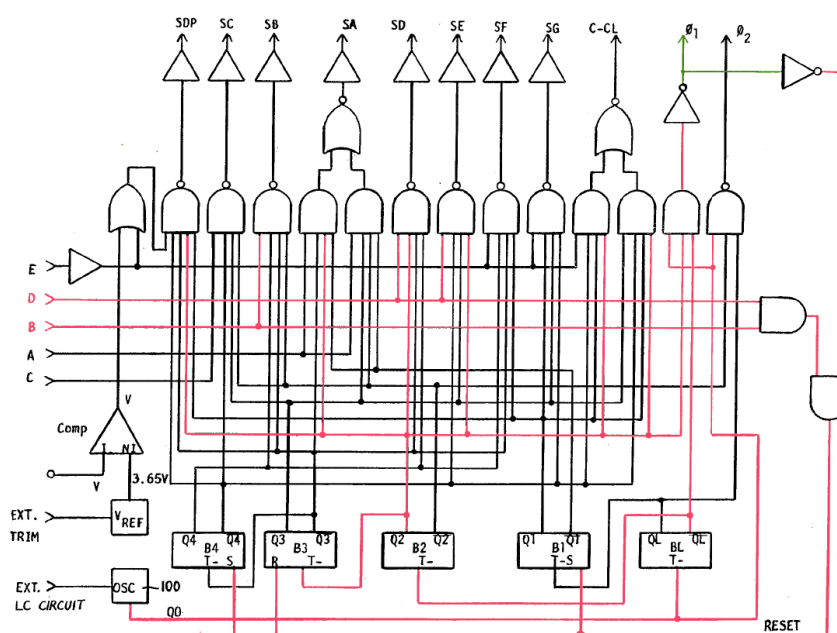 SDP SC SB SA SD SE SF SG C-CL Ø1 Ø2
E
D
B
A
C
V
Comp
I NI
V
3.65V
EXT. TRIM
VREF
Q4 Q4 Q3 Q3 Q2 Q2 Q1 Q1 QL QL
B4 B3 B2 B1 BL
T- S R T- T- T-S T-
EXT. LC CIRCUIT
OSC 100
QO
RESET